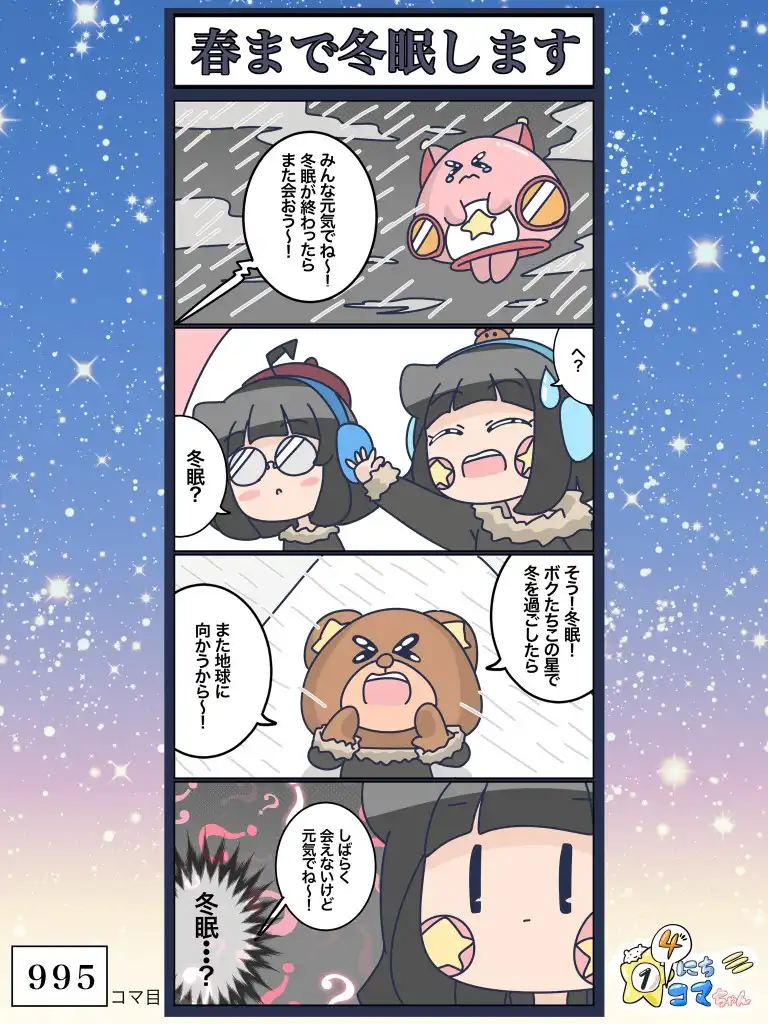 春まで冬眠します
みんな元気でね〜!
冬眠が終わったら
また会おう〜!
へ?
冬眠?
そう!冬眠!
ボクたちこの星で
冬を過ごしたら
また地球に
向かうから〜!
しばらく
会えないけど
元気でね〜!
冬眠…?
995
コマ目
1
にち
4
コマ
ちゃん